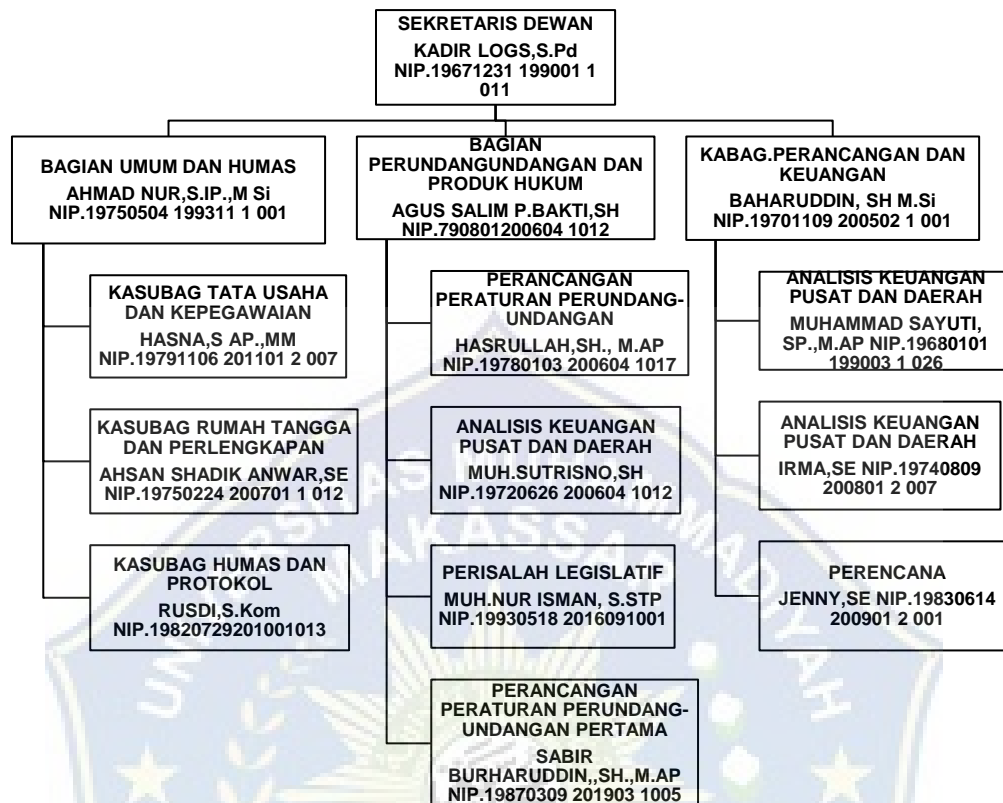 SEKRETARIS DEWAN
KADIR LOGS,S.Pd
NIP.19671231 199001 1
011
BAGIAN UMUM DAN HUMAS
AHMAD NUR,S.IP.,M Si
NIP.19750504 199311 1 001
KASUBAG TATA USAHA
DAN KEPEGAWAIAN
HASNA,S AP.,MM
NIP.19791106 201101 2 007
KASUBAG RUMAH TANGGA
DAN PERLENGKAPAN
AHSAN SHADIK ANWAR,SE
NIP.19750224 200701 1 012
KASUBAG HUMAS DAN
PROTOKOL
RUSDI,S.Kom
NIP.19820729201001013
BAGIAN
PERUNDANGUNDANGAN DAN
PRODUK HUKUM
AGUS SALIM P.BAKTI,SH
NIP.790801200604 1012
PERANCANGAN
PERATURAN PERUNDANG-
UNDANGAN
HASRULLAH,SH., M.AP
NIP.19780103 200604 1017
ANALISIS KEUANGAN
PUSAT DAN DAERAH
MUH.SUTRISNO,SH
NIP.19720626 200604 1012
PERISALAH LEGISLATIF
MUH.NUR ISMAN, S.STP
NIP.19930518 2016091001
PERANCANGAN
PERATURAN PERUNDANG-
UNDANGAN PERTAMA
SABIR
BURHARUDDIN,,SH.,M.AP
NIP.19870309 201903 1005
KABAG.PERANCANGAN DAN
KEUANGAN
BAHARUDDIN, SH M.Si
NIP.19701109 200502 1 001
ANALISIS KEUANGAN
PUSAT DAN DAERAH
MUHAMMAD SAYUTI,
SP.,M.AP NIP.19680101
199003 1 026
ANALISIS KEUANGAN
PUSAT DAN DAERAH
IRMA,SE NIP.19740809
200801 2 007
PERENCANA
JENNY,SE NIP.19830614
200901 2 001
UNIVERSITAS MUHAMMADIYAH
MAKASSAR